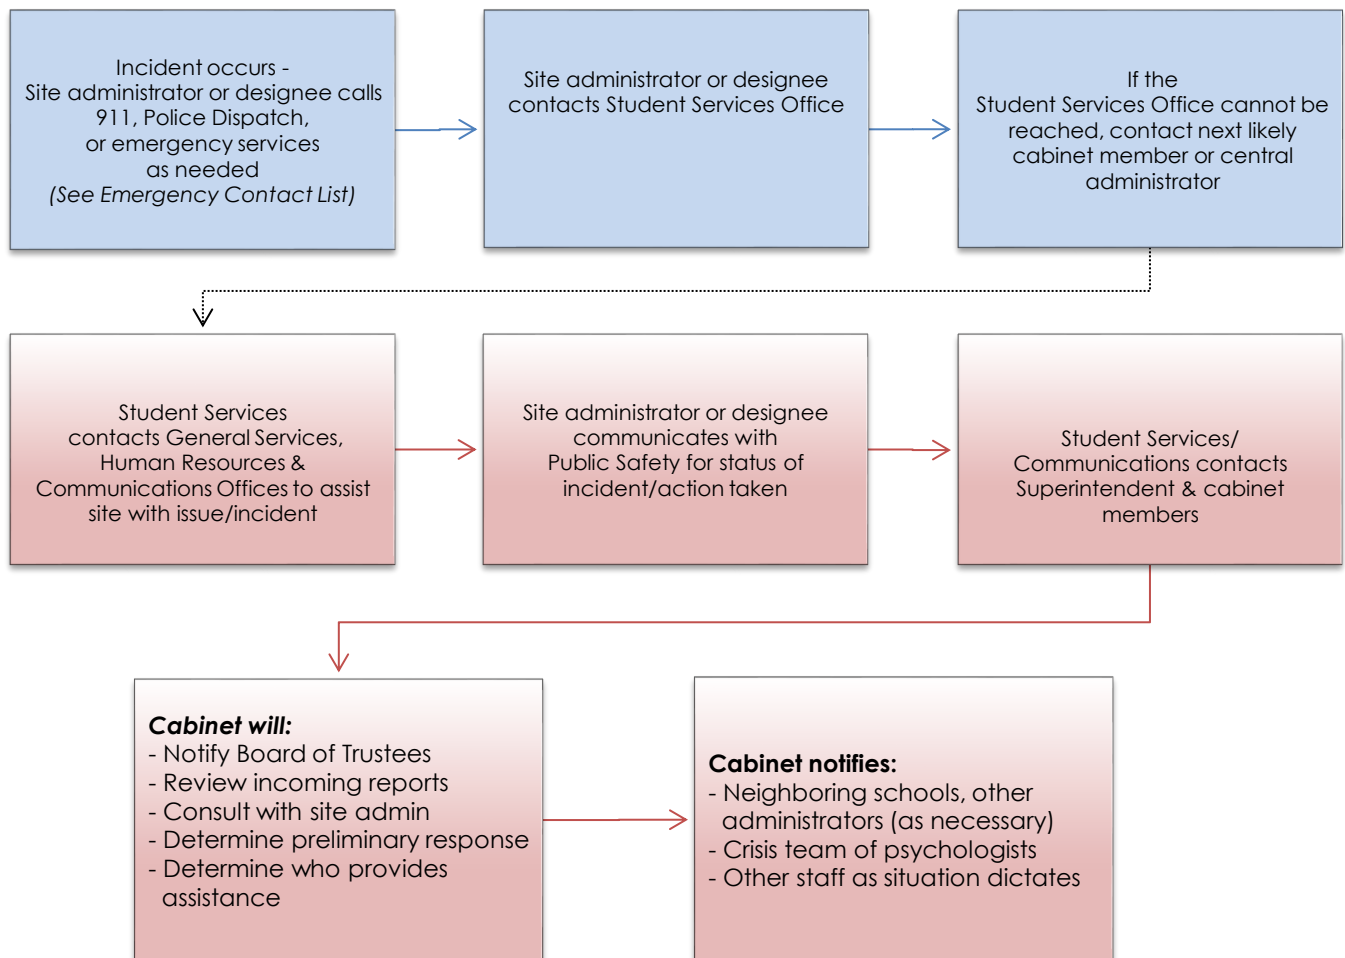 Incident occurs -
Site administrator or designee calls
911, Police Dispatch,
or emergency services
as needed
(See Emergency Contact List)
Site administrator or designee
contacts Student Services Office
If the
Student Services Office cannot be
reached, contact next likely
cabinet member or central
administrator
Student Services
contacts General Services,
Human Resources &
Communications Offices to assist
site with issue/incident
Site administrator or designee
communicates with
Public Safety for status of
incident/action taken
Student Services/
Communications contacts
Superintendent & cabinet
members
Cabinet will:
- Notify Board of Trustees
- Review incoming reports
- Consult with site admin
- Determine preliminary response
- Determine who provides
assistance
Cabinet notifies:
- Neighboring schools, other
administrators (as necessary)
- Crisis team of psychologists
- Other staff as situation dictates